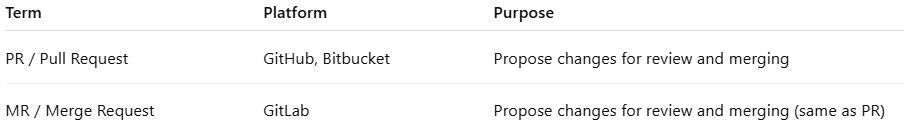 Term Platform Purpose
PR / Pull Request GitHub, Bitbucket Propose changes for review and merging
MR / Merge Request GitLab Propose changes for review and merging (same as PR)